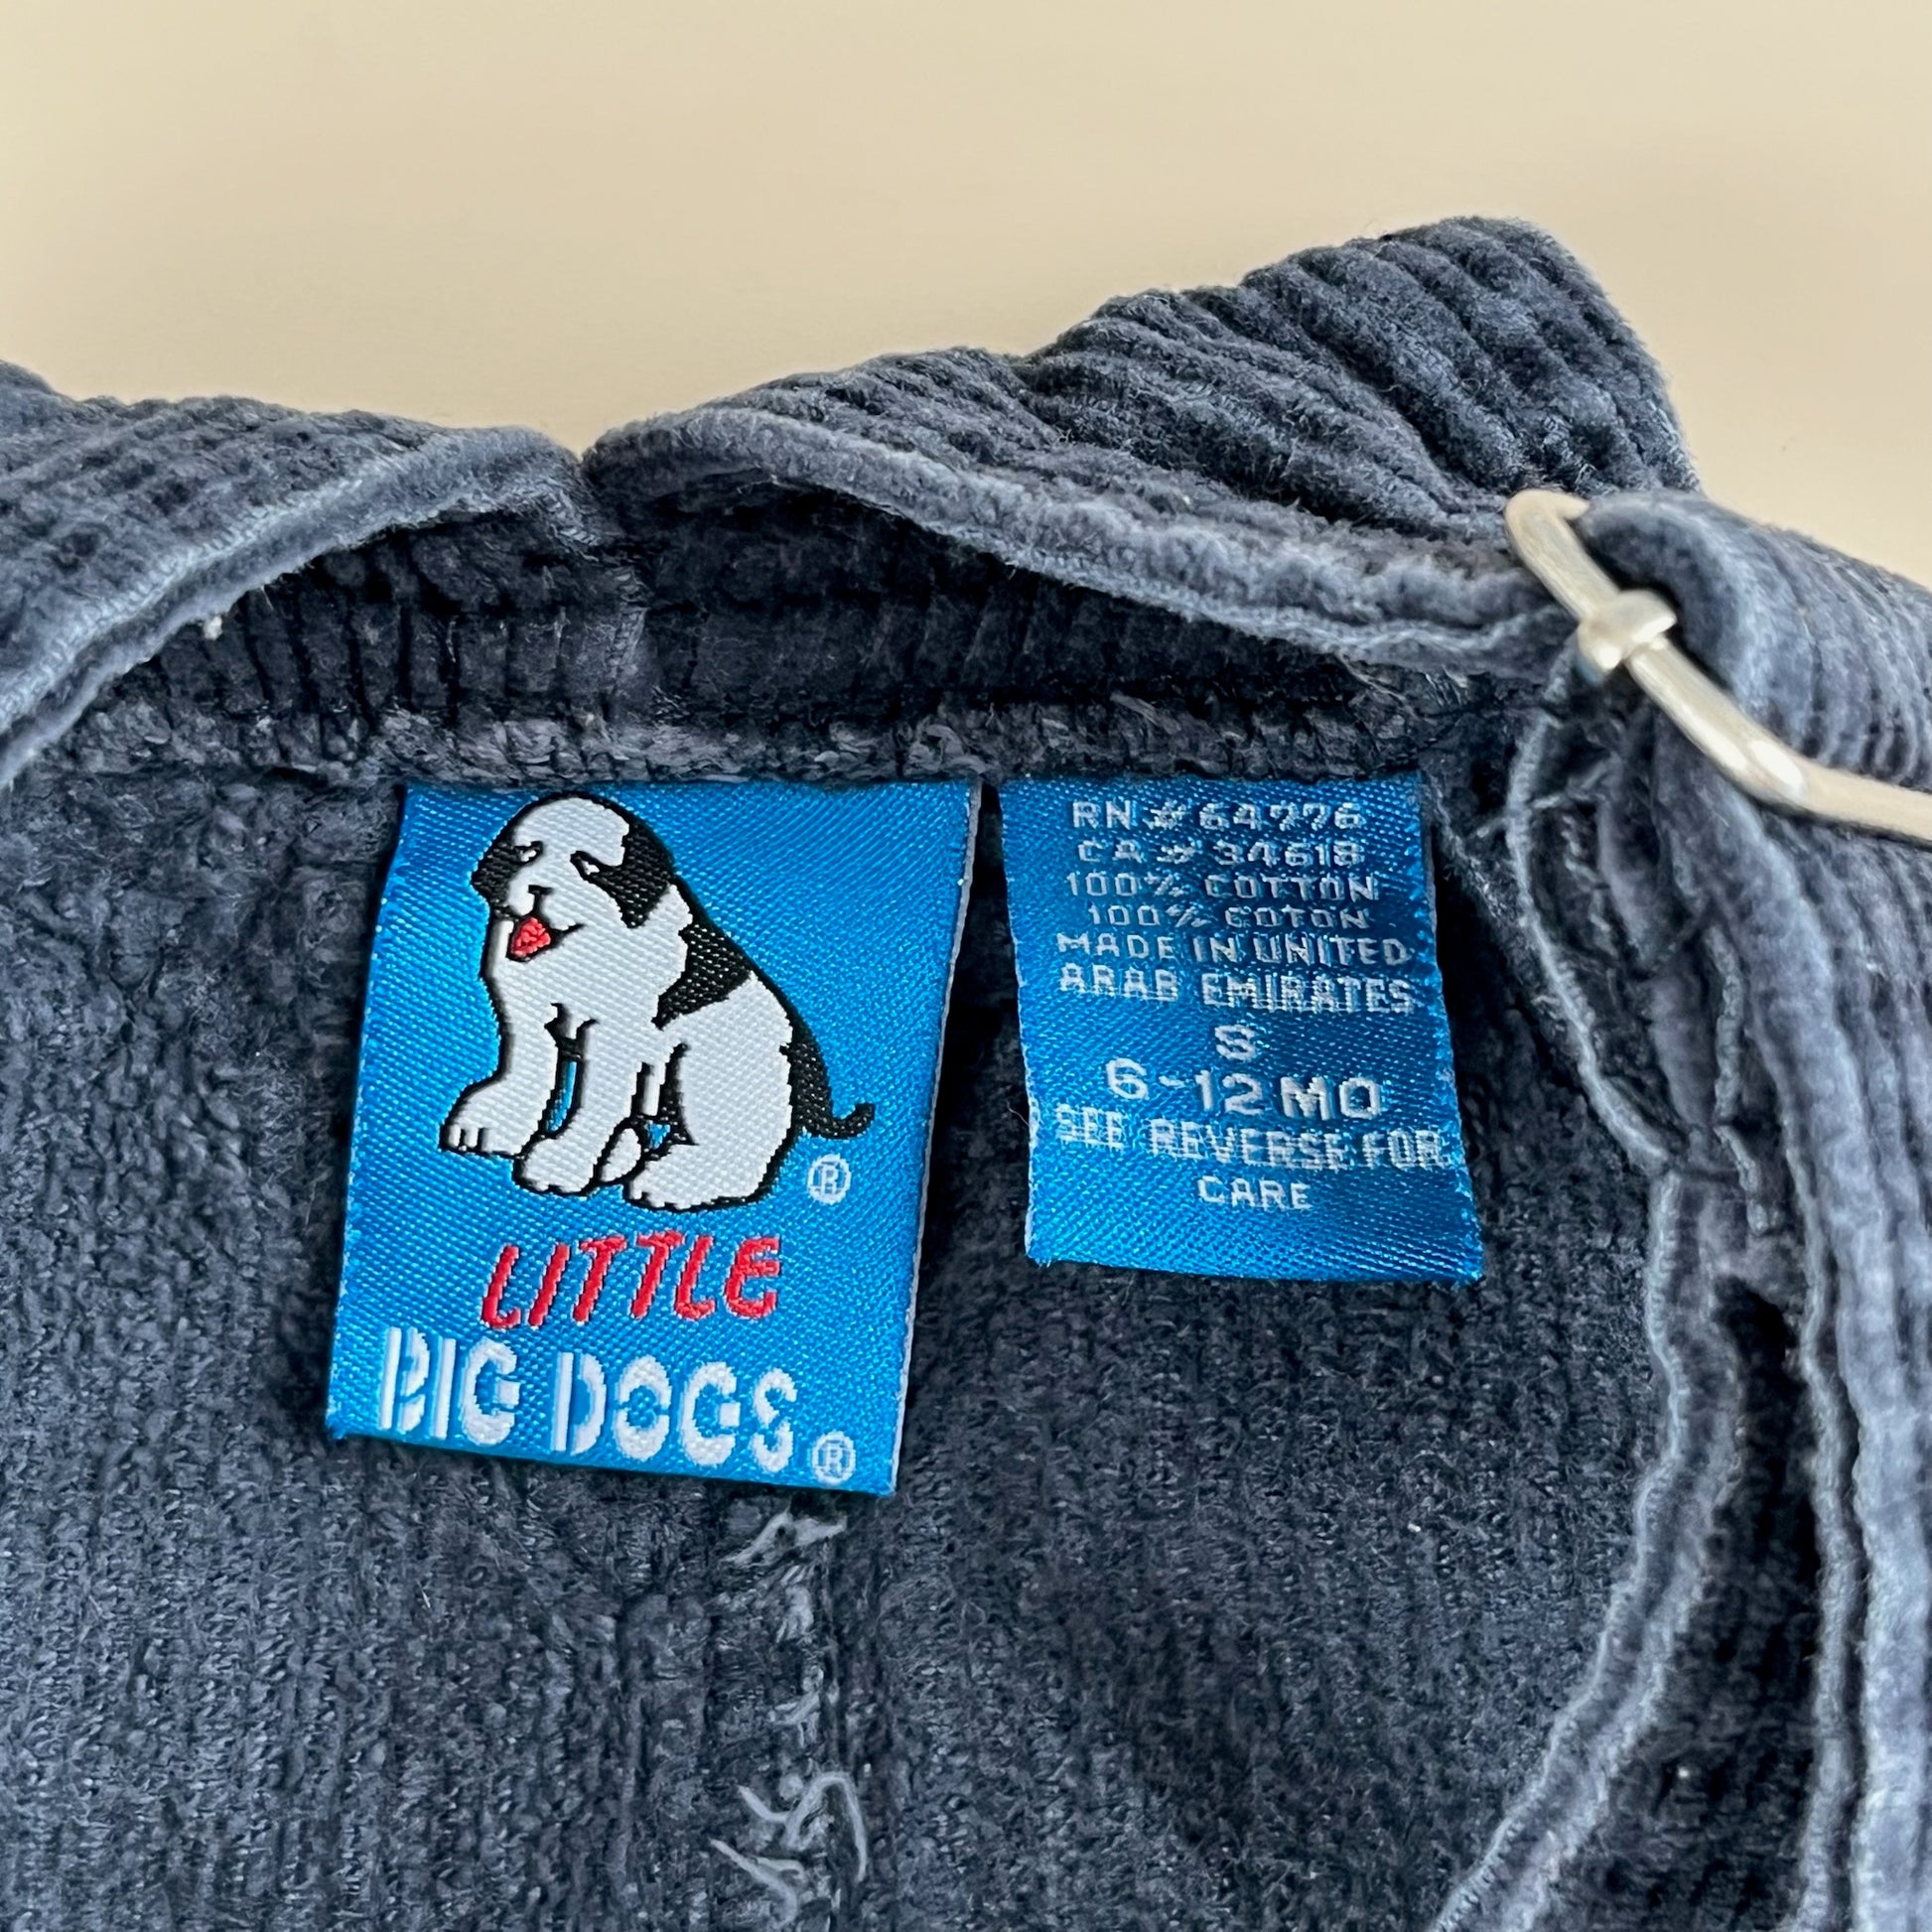 ®
LITTLE
BIG DOGS®
RN# 64776
CA# 34618
100% COTTON
100% COTON
MADE IN UNITED
ARAB EMIRATES
S
6-12 MO
SEE REVERSE FOR
CARE